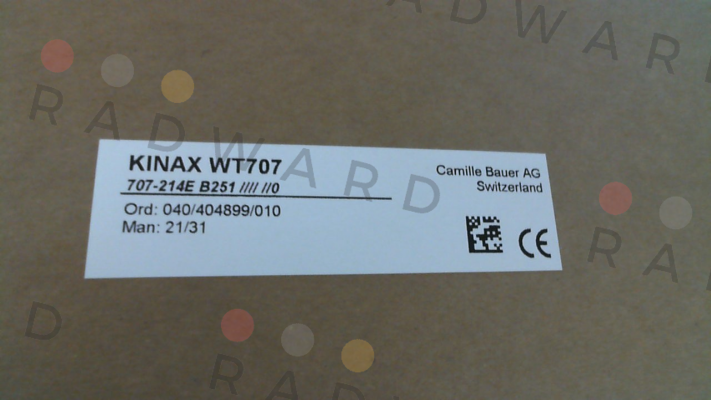 KINAX WT707
707-214E B251 //// //0
Ord: 040/404899/010
Man: 21/31
Camille Bauer AG
Switzerland
CE
RADWARD
RADWARD
RADWARD
RA
D
RADWARD